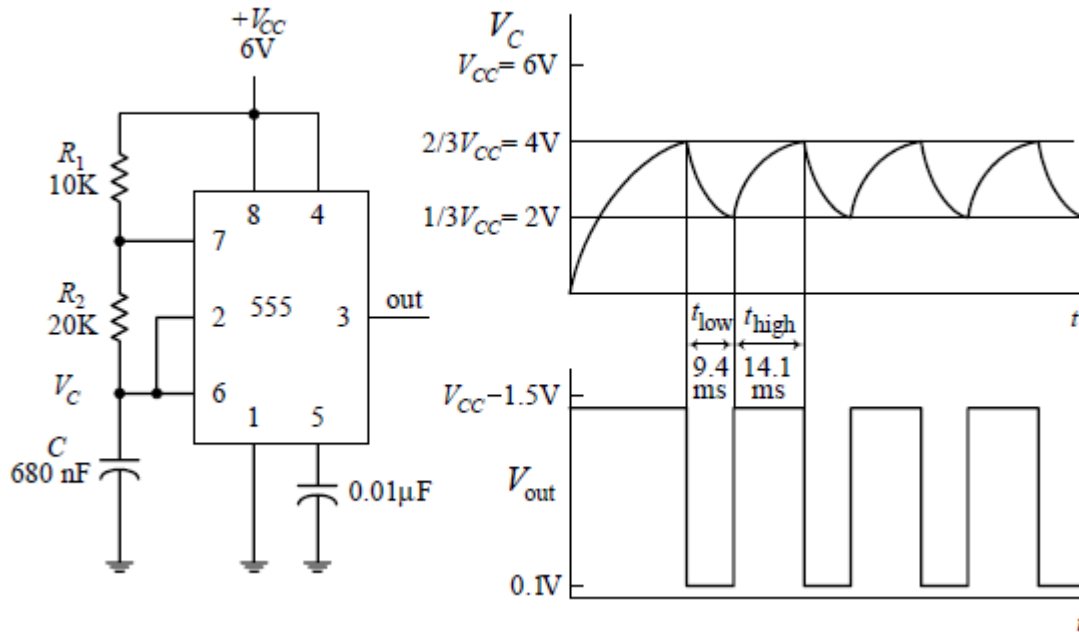 +V_CC
6V
R_1
10K
R_2
20K
V_C
C
680 nF
8
4
7
2
555
3
6
1
5
out
0.01μF
V_C
V_CC= 6V
2/3V_CC= 4V
1/3V_CC= 2V
t
t_low
t_high
9.4
ms
14.1
ms
V_CC−1.5V
V_out
0.1V
t